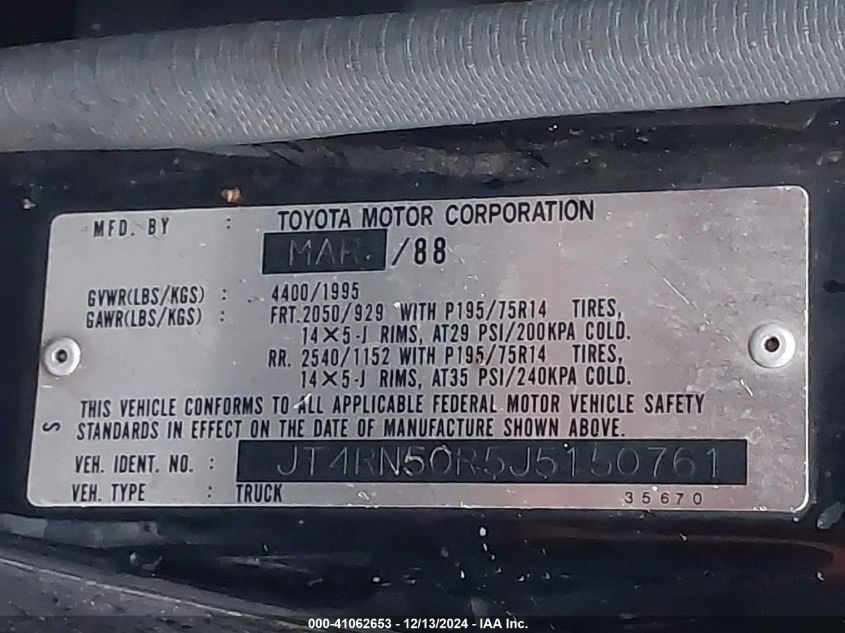 MFD. BY : TOYOTA MOTOR CORPORATION
MAR. /88
GVWR(LBS/KGS) : 4400/1995
GAWR(LBS/KGS) : FRT. 2050/929 WITH P195/75R14 TIRES,
14×5-J RIMS, AT29 PSI/200KPA COLD.
RR. 2540/1152 WITH P195/75R14 TIRES,
14×5-J RIMS, AT35 PSI/240KPA COLD.
THIS VEHICLE CONFORMS TO ALL APPLICABLE FEDERAL MOTOR VEHICLE SAFETY
S STANDARDS IN EFFECT ON THE DATE OF MANUFACTURE SHOWN ABOVE.
VEH. IDENT. NO. : JT4RN50R5J5150761
VEH. TYPE : TRUCK 35670
000-41062653 - 12/13/2024 - IAA Inc.